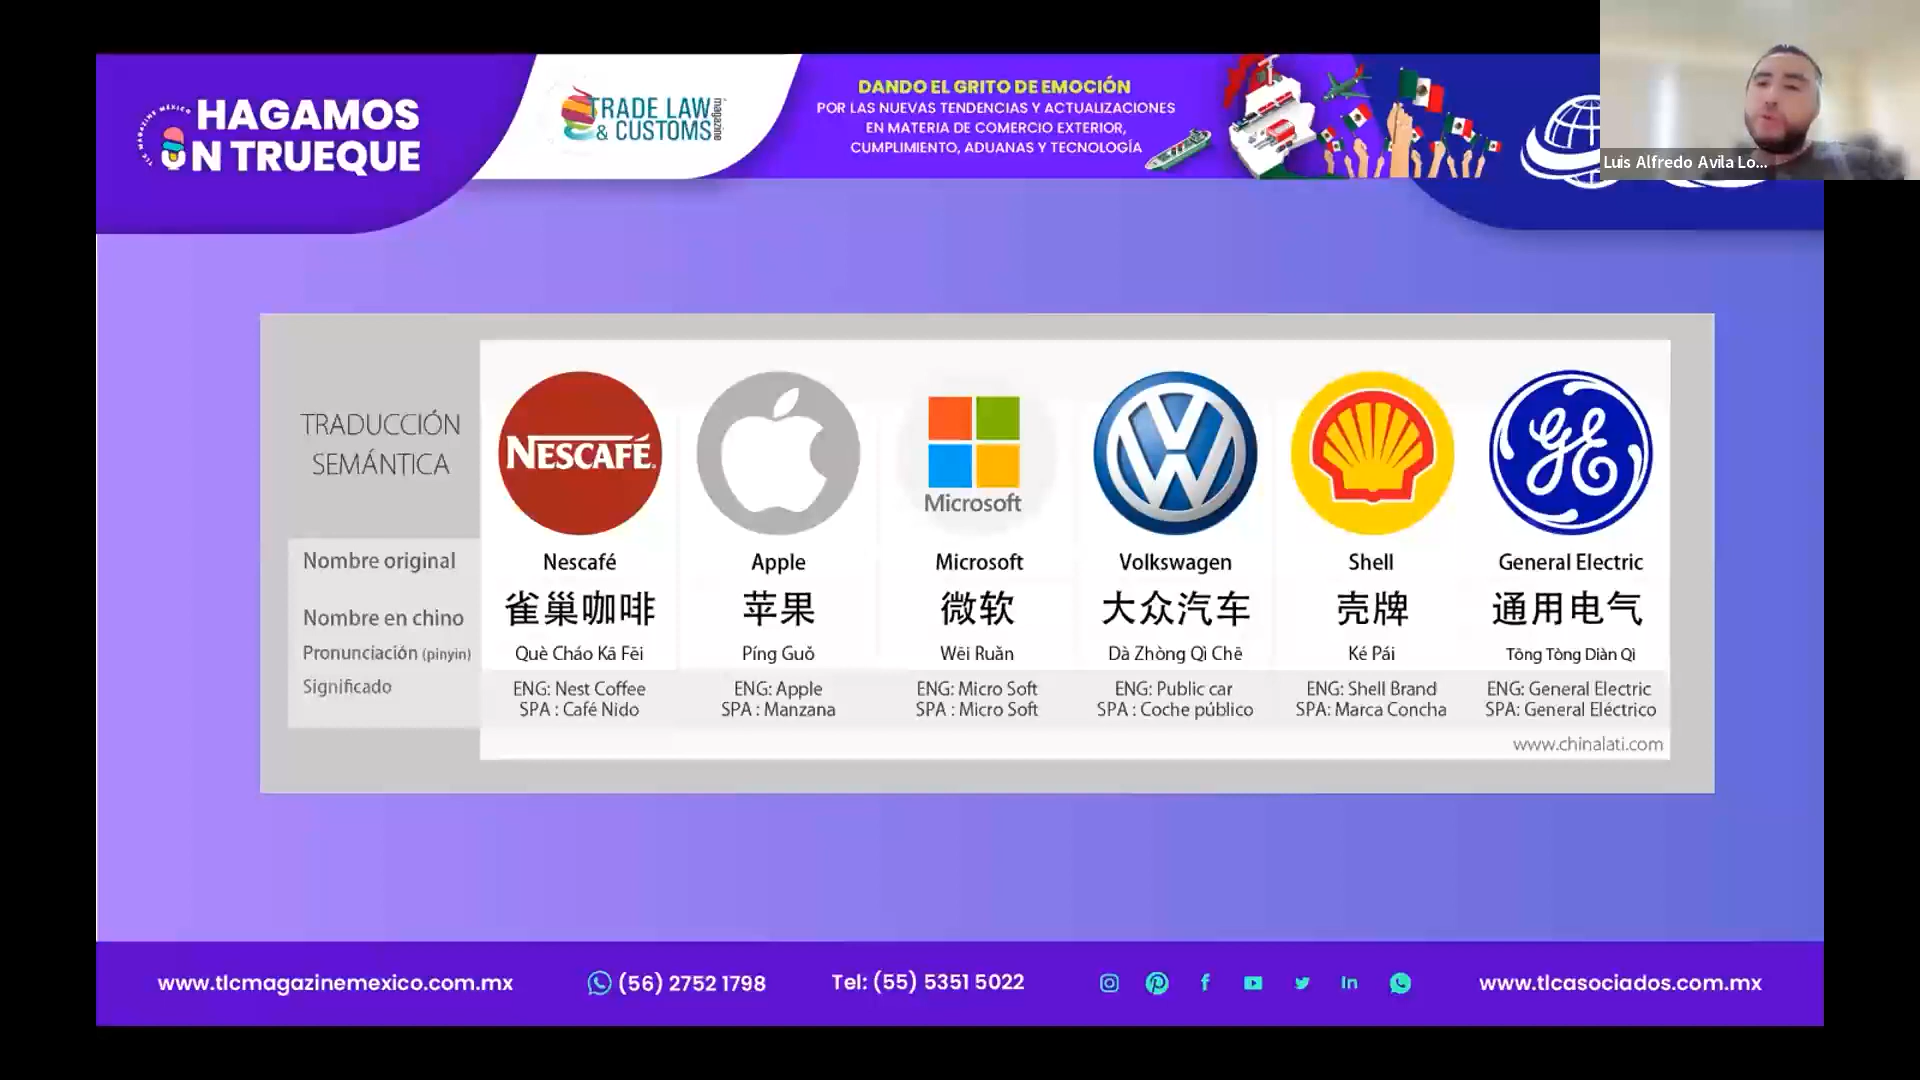 TLC MAGAZINE MÉXICO
HAGAMOS
UN TRUEQUE
TRADE LAW
& CUSTOMS
magazine
DANDO EL GRITO DE EMOCIÓN
POR LAS NUEVAS TENDENCIAS Y ACTUALIZACIONES
EN MATERIA DE COMERCIO EXTERIOR,
CUMPLIMIENTO, ADUANAS Y TECNOLOGÍA
Luis Alfredo Avila Lo...
TRADUCCIÓN
SEMÁNTICA
NESCAFÉ
Microsoft
Nombre original
Nescafé
Apple
Microsoft
Volkswagen
Shell
General Electric
Nombre en chino
雀巢咖啡
苹果
微软
大众汽车
壳牌
通用电气
Pronunciación (pinyin)
Què Cháo Kā Fēi
Píng Guǒ
Wēi Ruǎn
Dà Zhòng Qì Chē
Ké Pái
Tōng Tòng Diàn Qì
Significado
ENG: Nest Coffee
SPA : Café Nido
ENG: Apple
SPA : Manzana
ENG: Micro Soft
SPA : Micro Soft
ENG: Public car
SPA : Coche público
ENG: Shell Brand
SPA: Marca Concha
ENG: General Electric
SPA: General Eléctrico
www.chinalati.com
www.tlcmagazinemexico.com.mx
(56) 2752 1798
Tel: (55) 5351 5022
www.tlcasociados.com.mx